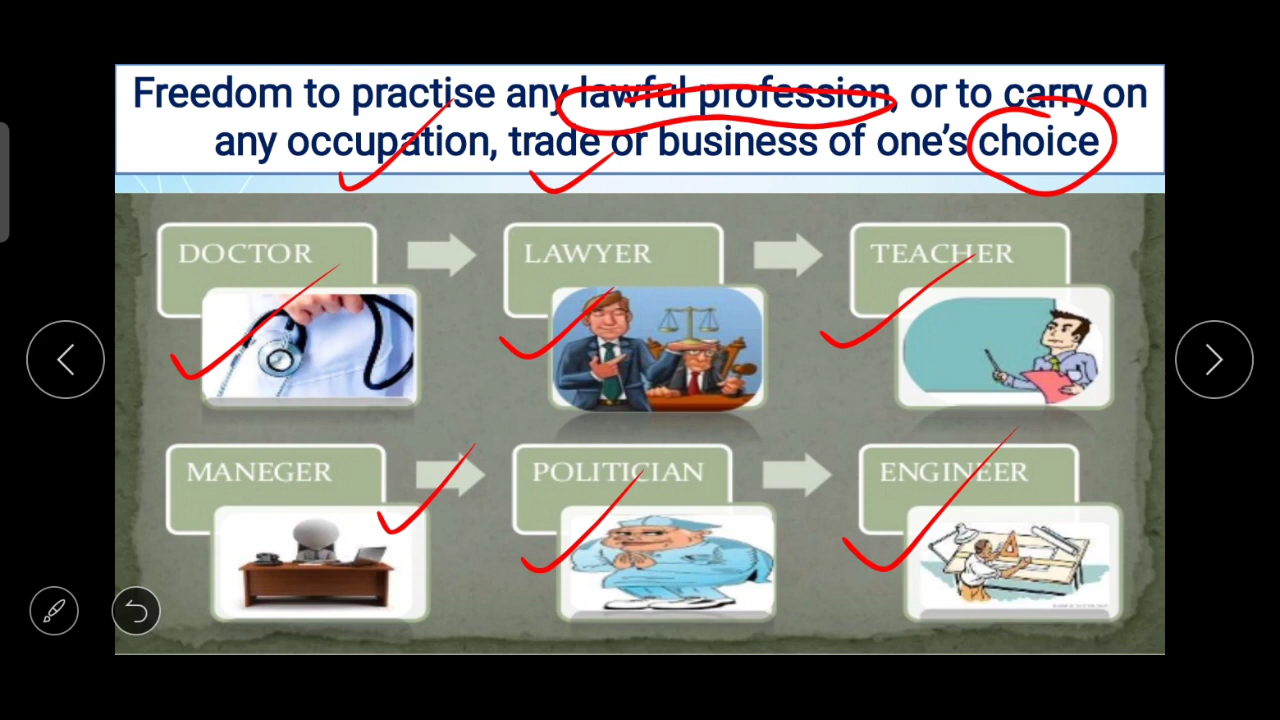 Freedom to practise any lawful profession, or to carry on
any occupation, trade or business of one's choice
DOCTOR
LAWYER
TEACHER
MANEGER
POLITICIAN
ENGINEER